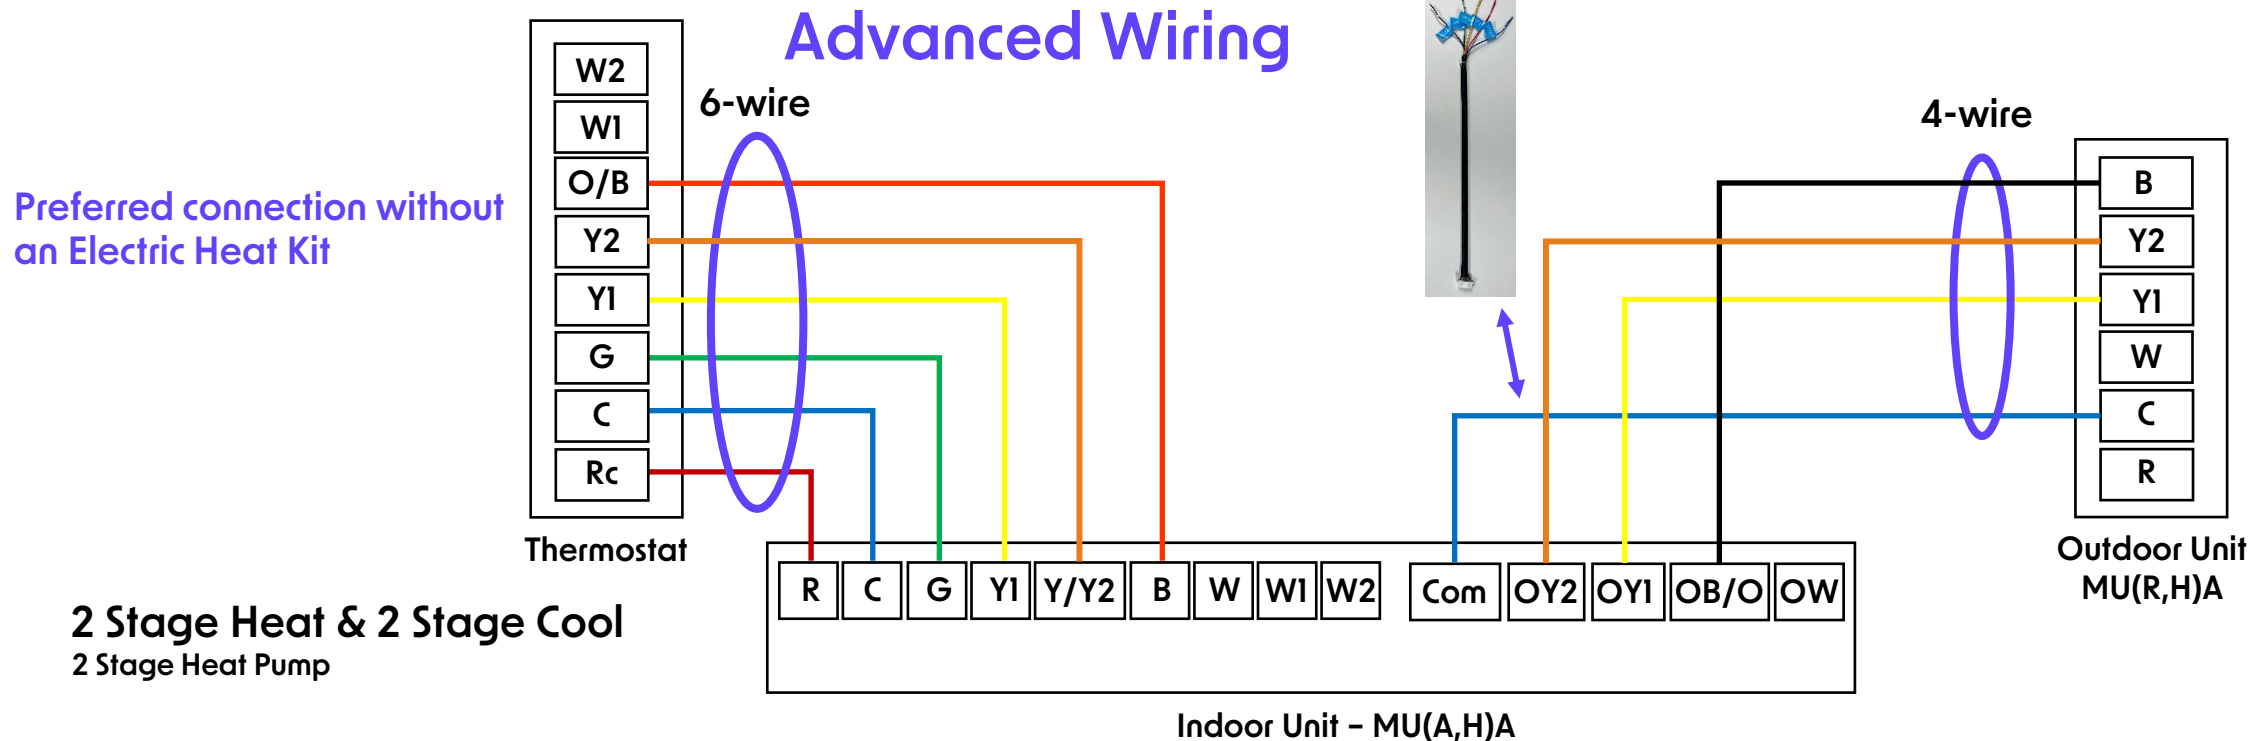 Advanced Wiring
6-wire
4-wire
Preferred connection without
an Electric Heat Kit
W2
W1
O/B
Y2
Y1
G
C
Rc
Thermostat
B
Y2
Y1
W
C
R
Outdoor Unit
MU(R,H)A
R C G Y1 Y/Y2 B W W1 W2 Com OY2 OY1 OB/O OW
Indoor Unit – MU(A,H)A
2 Stage Heat & 2 Stage Cool
2 Stage Heat Pump